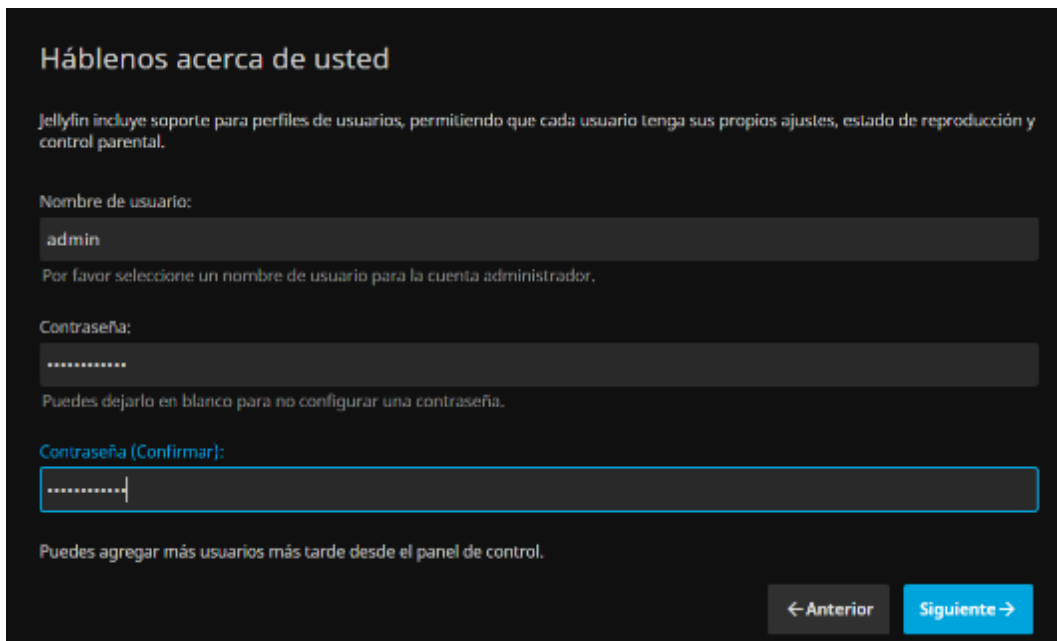 Háblenos acerca de usted
Jellyfin incluye soporte para perfiles de usuarios, permitiendo que cada usuario tenga sus propios ajustes, estado de reproducción y
control parental.
Nombre de usuario:
admin
Por favor seleccione un nombre de usuario para la cuenta administrador.
Contraseña:
••••••••••••
Puedes dejarlo en blanco para no configurar una contraseña.
Contraseña (Confirmar):
••••••••••••
Puedes agregar más usuarios más tarde desde el panel de control.
←Anterior Siguiente→